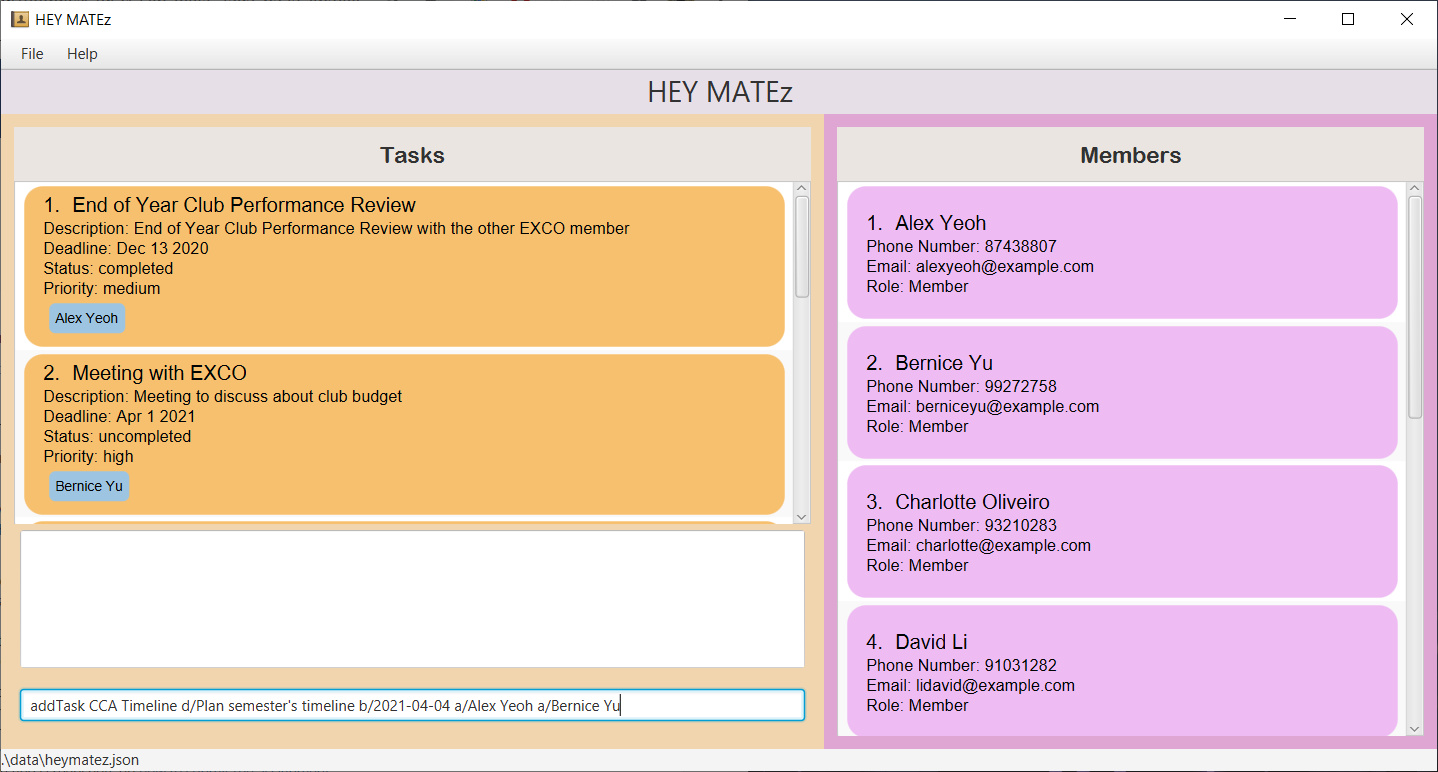 HEY MATEz
File Help
HEY MATEz
Tasks
1. End of Year Club Performance Review
Description: End of Year Club Performance Review with the other EXCO member
Deadline: Dec 13 2020
Status: completed
Priority: medium
Alex Yeoh
2. Meeting with EXCO
Description: Meeting to discuss about club budget
Deadline: Apr 1 2021
Status: uncompleted
Priority: high
Bernice Yu
addTask CCA Timeline d/Plan semester's timeline b/2021-04-04 a/Alex Yeoh a/Bernice Yu
Members
1. Alex Yeoh
Phone Number: 87438807
Email: alexyeoh@example.com
Role: Member
2. Bernice Yu
Phone Number: 99272758
Email: berniceyu@example.com
Role: Member
3. Charlotte Oliveiro
Phone Number: 93210283
Email: charlotte@example.com
Role: Member
4. David Li
Phone Number: 91031282
Email: lidavid@example.com
Role: Member
.\data\heymatez.json